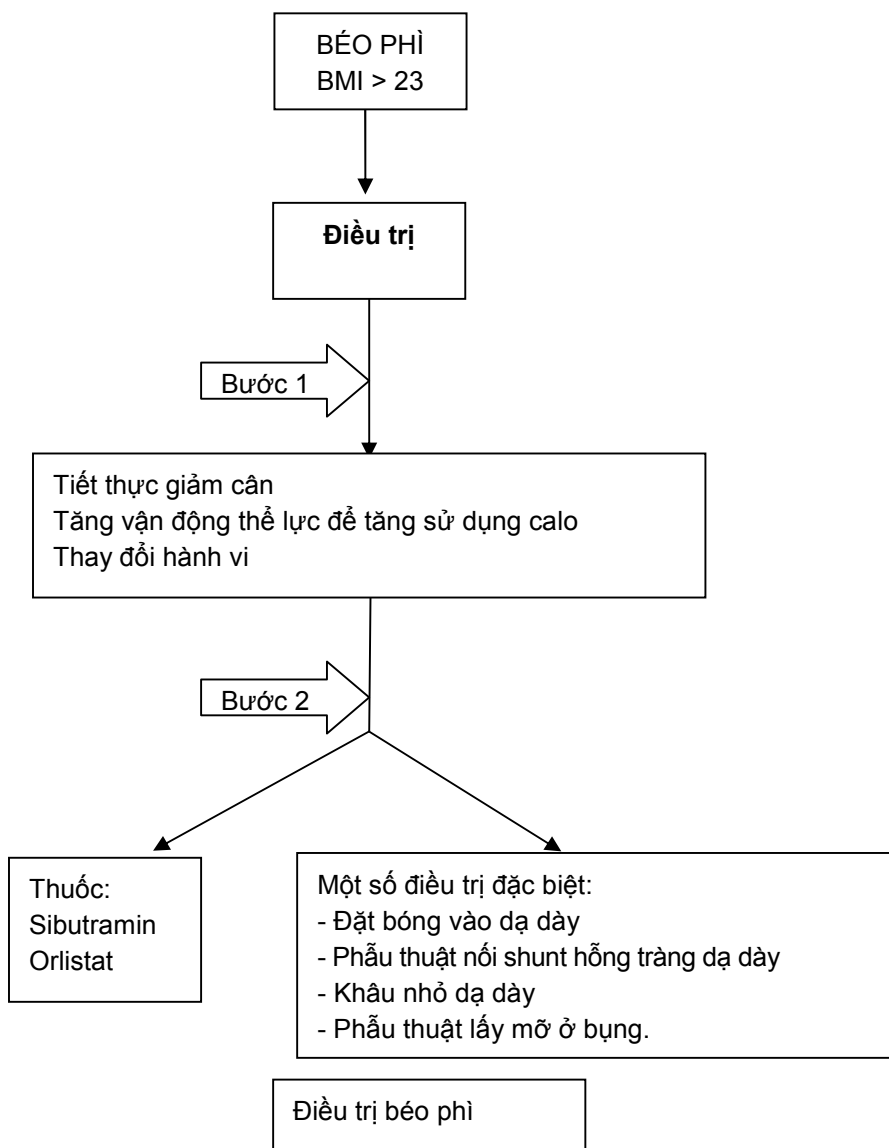 BÉO PHÌ
BMI > 23
Điều trị
Bước 1
Tiết thực giảm cân
Tăng vận động thể lực để tăng sử dụng calo
Thay đổi hành vi
Bước 2
Thuốc:
Sibutramin
Orlistat
Một số điều trị đặc biệt:
- Đặt bóng vào dạ dày
- Phẫu thuật nối shunt hỗng tràng dạ dày
- Khâu nhỏ dạ dày
- Phẫu thuật lấy mỡ ở bụng.
Điều trị béo phì